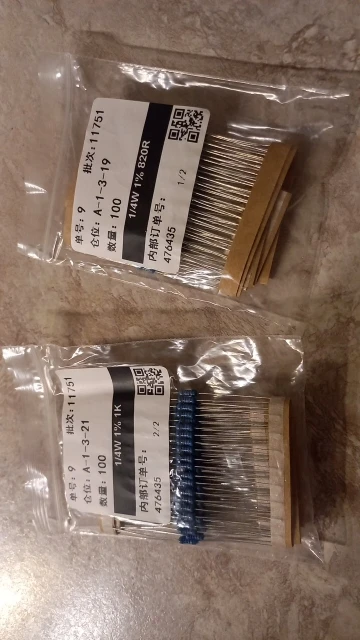 单号: 9 批次: 11751
仓位: A-1-3-19
数量: 100
1/4W 1% 820R
内部订单号:
476435 1/2
单号: 9 批次: 11751
仓位: A-1-3-21
数量: 100
1/4W 1% 1K
内部订单号:
476435 2/2